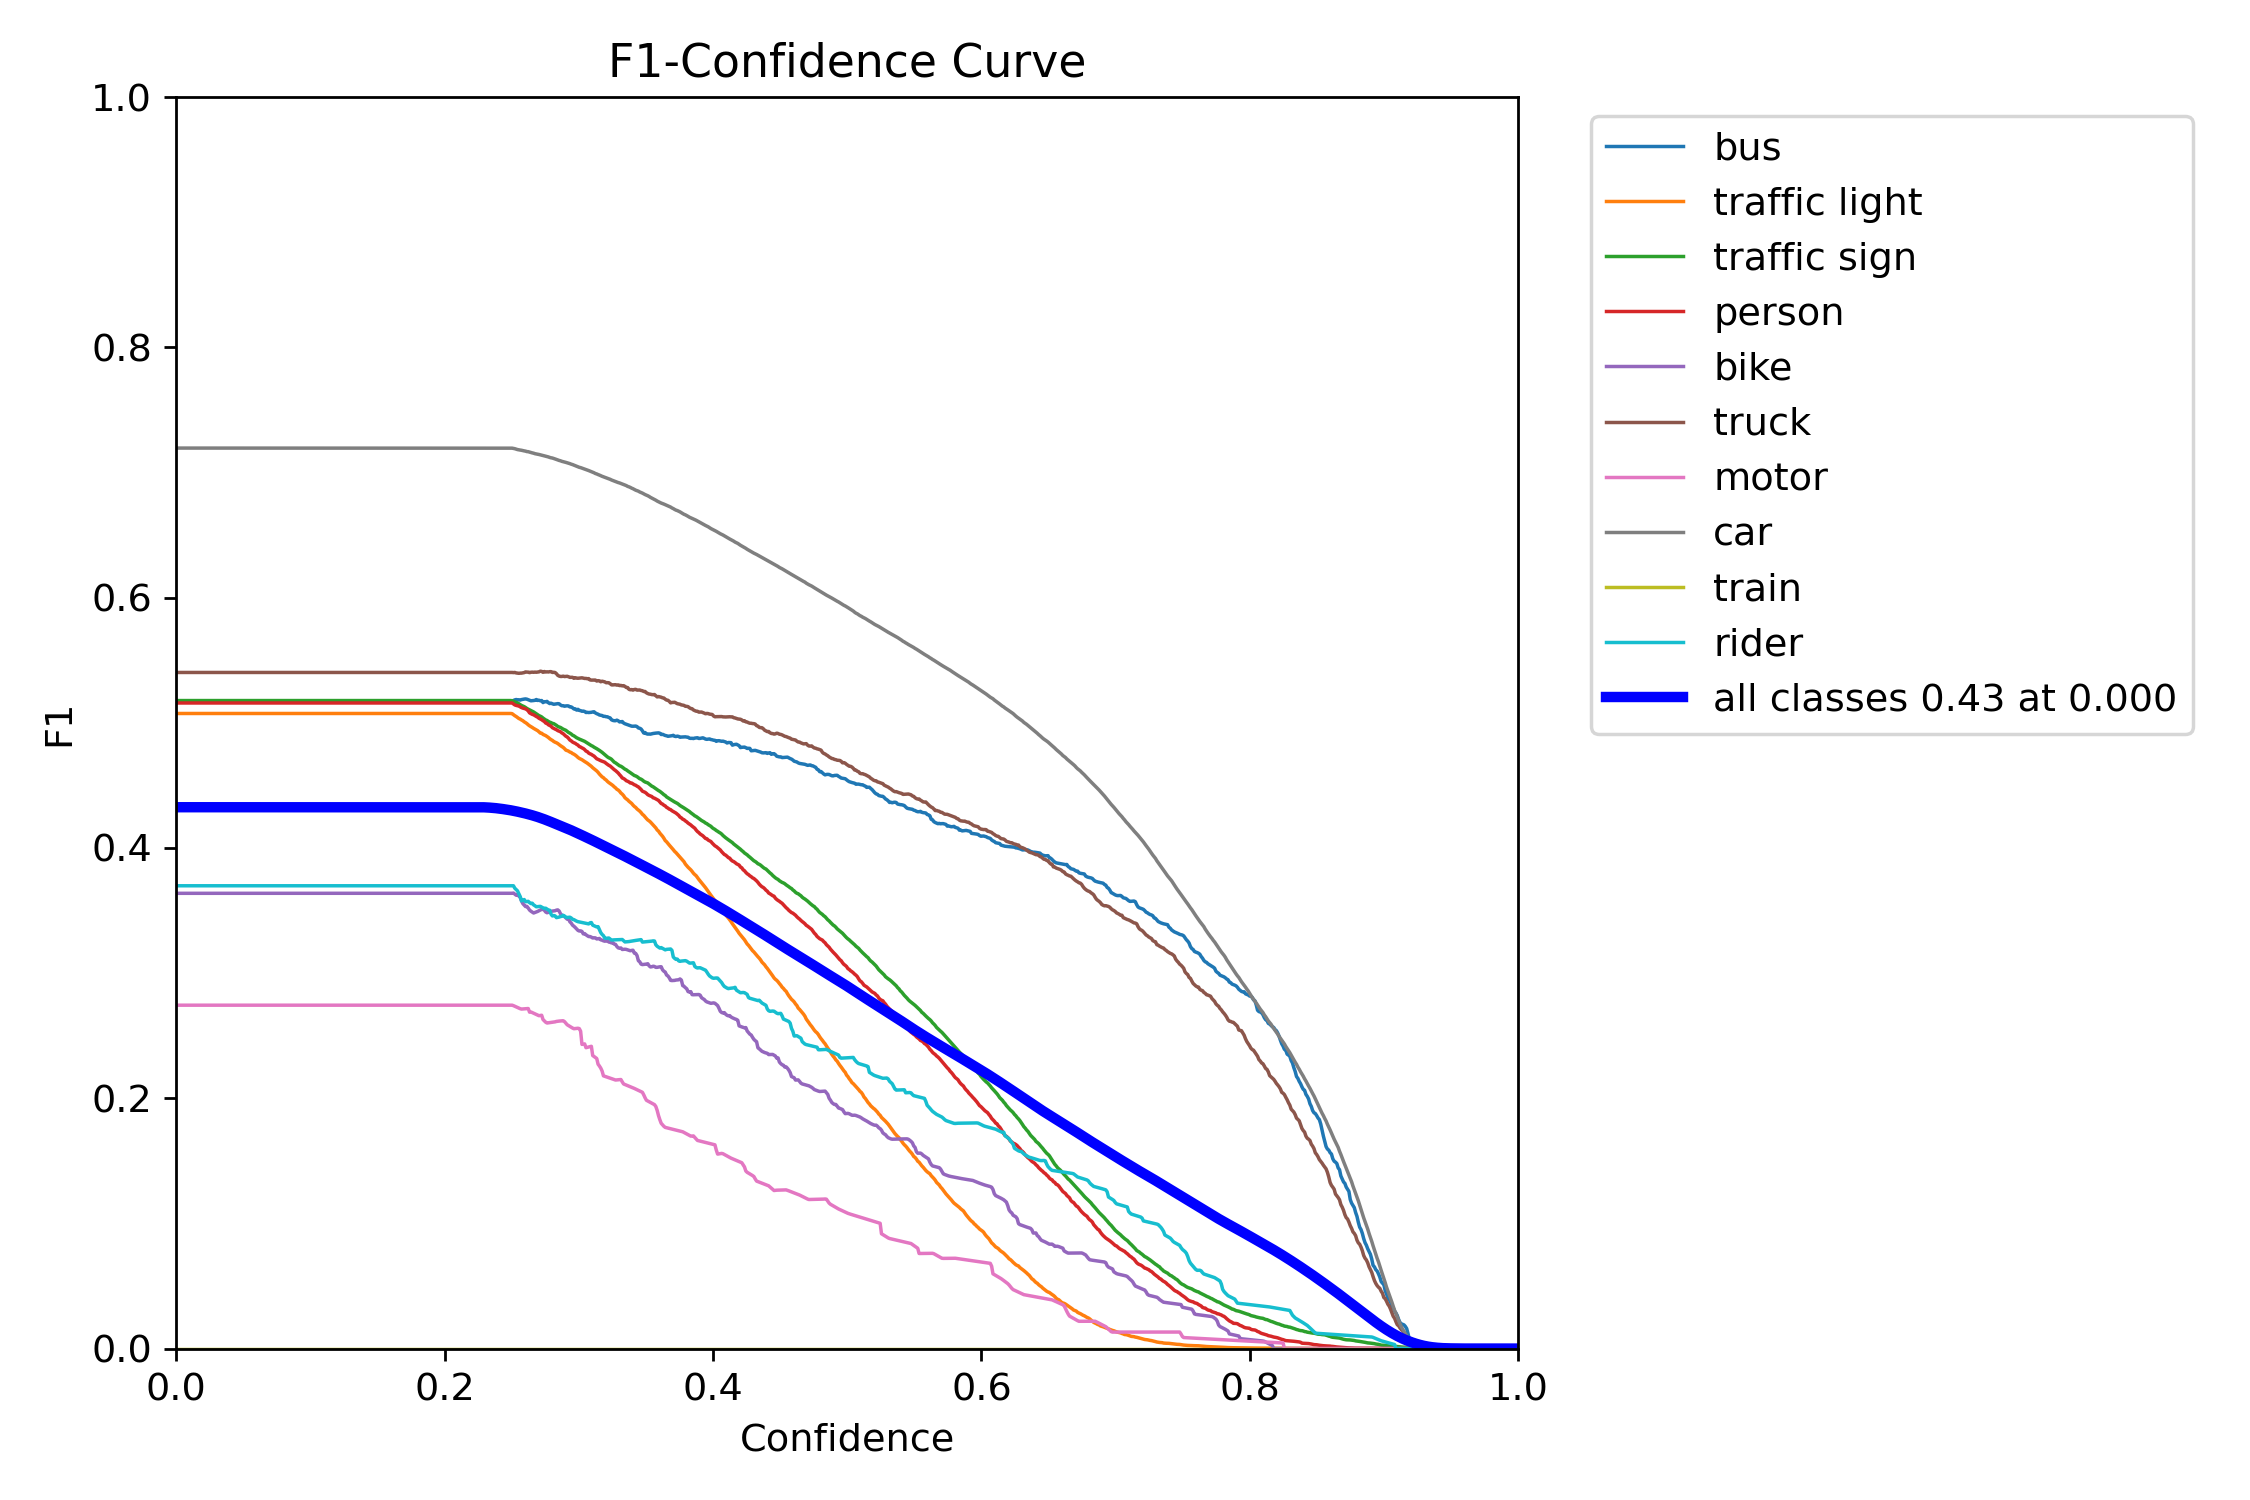 F1-Confidence Curve
1.0
0.8
0.6
0.4
0.2
0.0
F1
0.0 0.2 0.4 0.6 0.8 1.0
Confidence
bus
traffic light
traffic sign
person
bike
truck
motor
car
train
rider
all classes 0.43 at 0.000